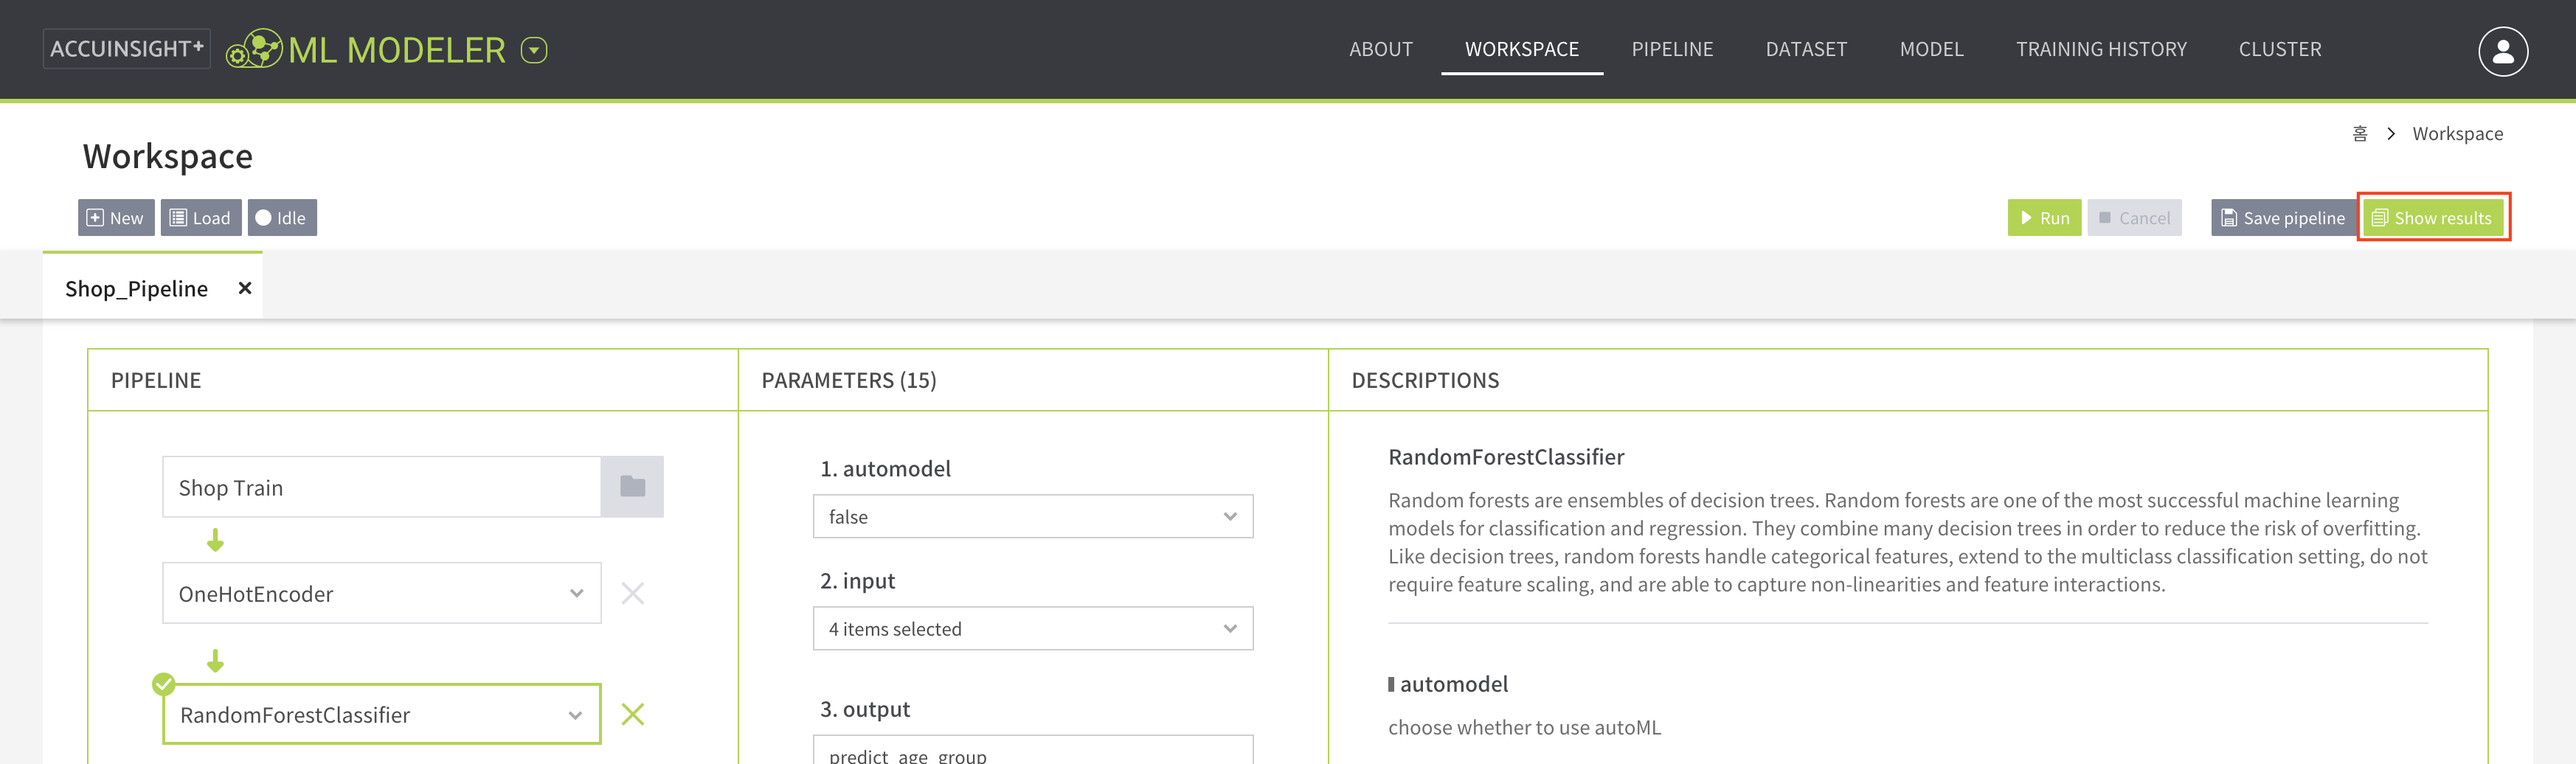 ACCUINSIGHT+ ML MODELER
ABOUT WORKSPACE PIPELINE DATASET MODEL TRAINING HISTORY CLUSTER
홈 > Workspace
Workspace
New Load Idle
Run Cancel Save pipeline Show results
Shop_Pipeline ×
PIPELINE
Shop Train
OneHotEncoder
RandomForestClassifier
PARAMETERS (15)
1. automodel
false
2. input
4 items selected
3. output
predict_age_group
DESCRIPTIONS
RandomForestClassifier
Random forests are ensembles of decision trees. Random forests are one of the most successful machine learning
models for classification and regression. They combine many decision trees in order to reduce the risk of overfitting.
Like decision trees, random forests handle categorical features, extend to the multiclass classification setting, do not
require feature scaling, and are able to capture non-linearities and feature interactions.
automodel
choose whether to use autoML